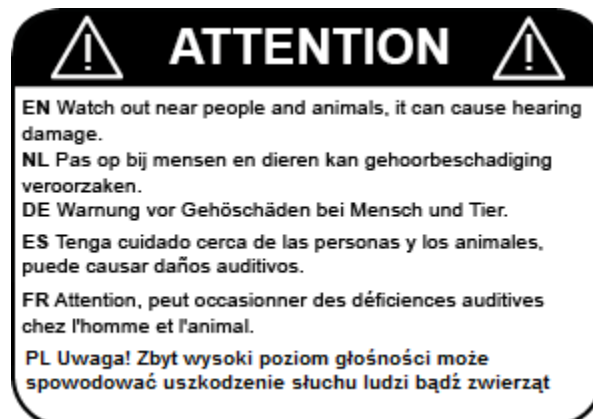 ATTENTION
EN Watch out near people and animals, it can cause hearing
damage.
NL Pas op bij mensen en dieren kan gehoorbeschadiging
veroorzaken.
DE Warnung vor Gehöschäden bei Mensch und Tier.
ES Tenga cuidado cerca de las personas y los animales,
puede causar daños auditivos.
FR Attention, peut occasionner des déficiences auditives
chez l'homme et l'animal.
PL Uwaga! Zbyt wysoki poziom głośności może
spowodować uszkodzenie słuchu ludzi bądź zwierząt